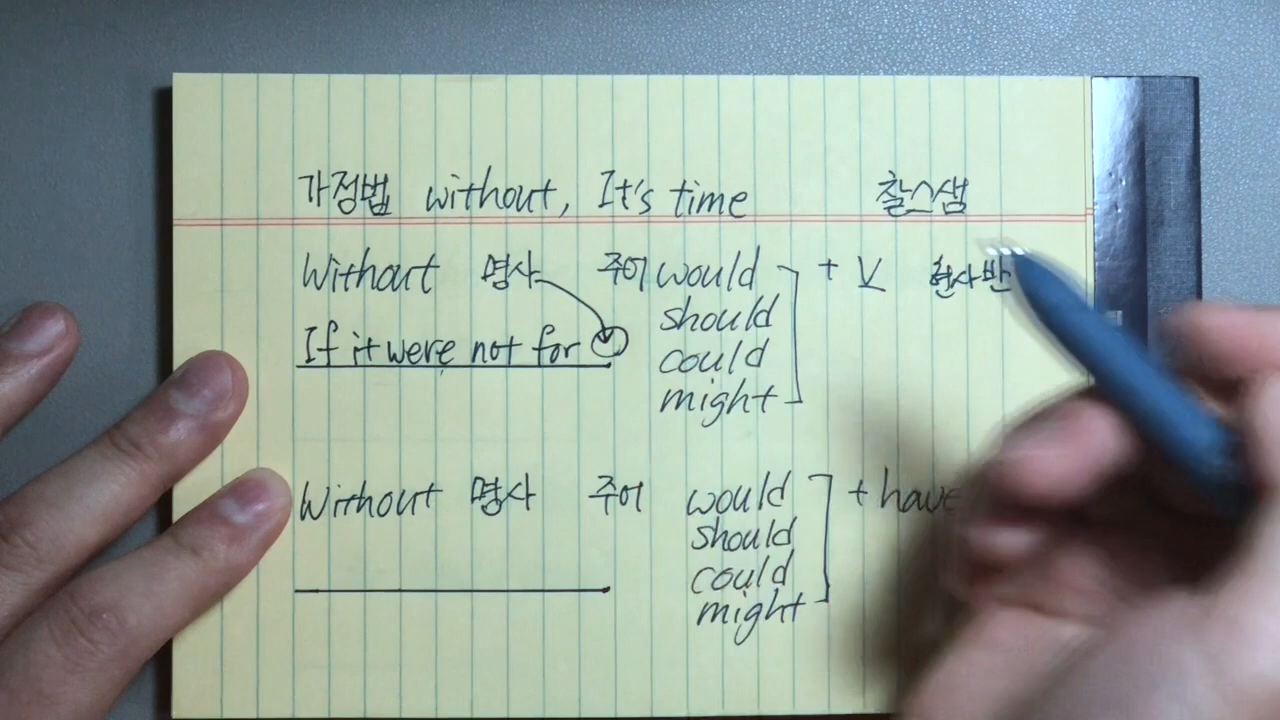 가정법 without, It's time 찰스샘
Without 명사 주어 would + V 현사반
should
If it were not for
could
might
Without 명사 주어 would + have
should
could
might